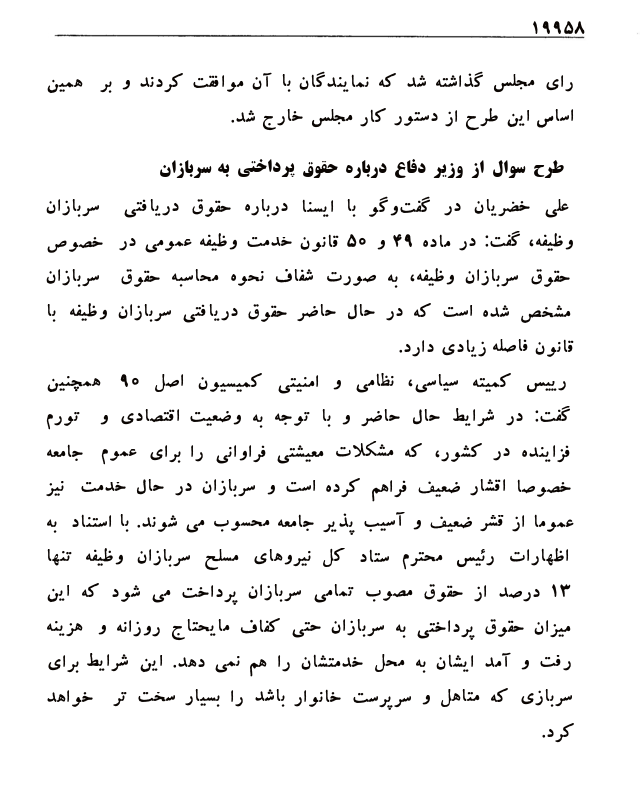 ۱۹۹۵۸
رای مجلس گذاشته شد که نمایندگان با آن موافقت کردند و بر همین
اساس این طرح از دستور کار مجلس خارج شد.
طرح سوال از وزیر دفاع درباره حقوق پرداختی به سربازان
علی خضریان در گفت‌وگو با ایسنا درباره حقوق دریافتی سربازان
وظیفه، گفت: در ماده ۴۹ و ۵۰ قانون خدمت وظیفه عمومی در خصوص
حقوق سربازان وظیفه، به صورت شفاف نحوه محاسبه حقوق سربازان
مشخص شده است که در حال حاضر حقوق دریافتی سربازان وظیفه با
قانون فاصله زیادی دارد.
رییس کمیته سیاسی، نظامی و امنیتی کمیسیون اصل ۹۰ همچنین
گفت: در شرایط حال حاضر و با توجه به وضعیت اقتصادی و تورم
فزاینده در کشور، که مشکلات معیشتی فراوانی را برای عموم جامعه
خصوصا اقشار ضعیف فراهم کرده است و سربازان در حال خدمت نیز
عموما از قشر ضعیف و آسیب پذیر جامعه محسوب می شوند. با استناد به
اظهارات رئیس محترم ستاد کل نیروهای مسلح سربازان وظیفه تنها
۱۳ درصد از حقوق مصوب تمامی سربازان پرداخت می شود که این
میزان حقوق پرداختی به سربازان حتی کفاف مایحتاج روزانه و هزینه
رفت و آمد ایشان به محل خدمتشان را هم نمی دهد. این شرایط برای
سربازی که متاهل و سرپرست خانوار باشد را بسیار سخت تر خواهد
کرد.